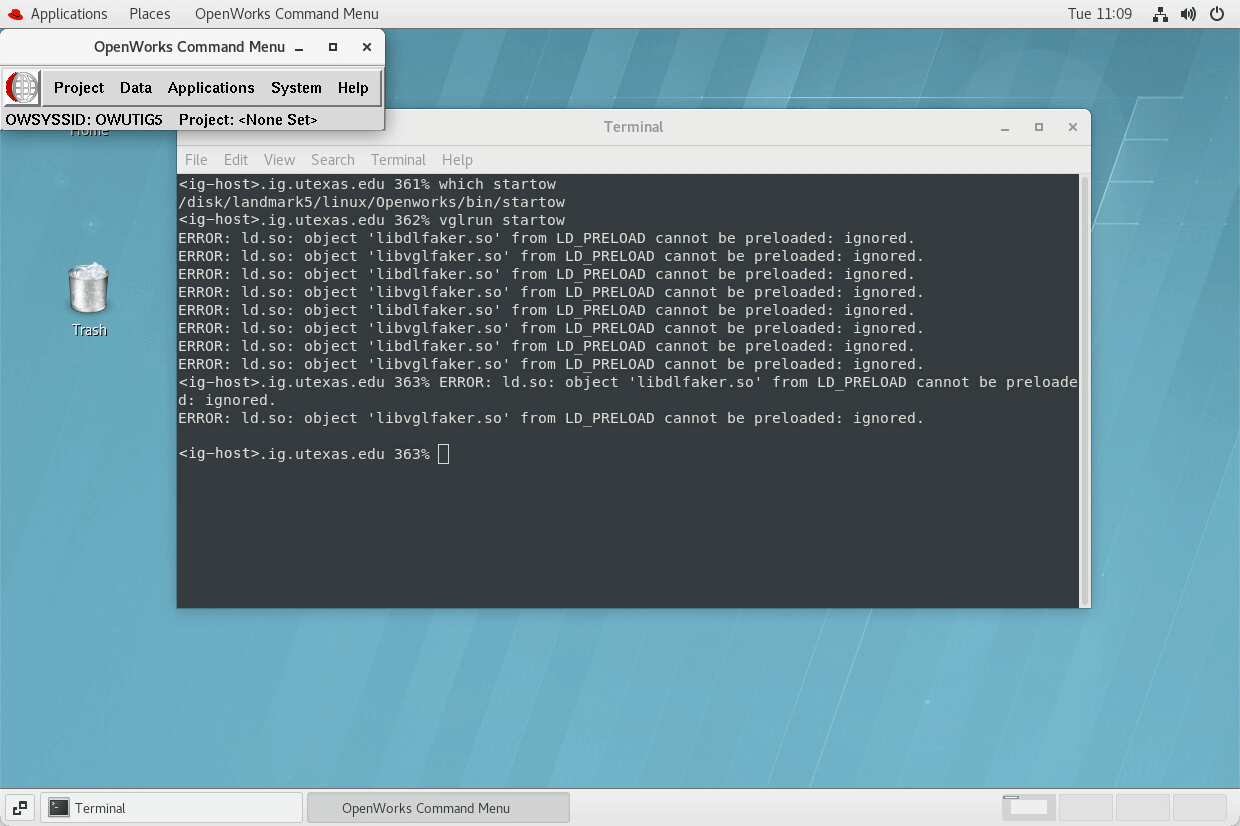 Applications Places OpenWorks Command Menu Tue 11:09
OpenWorks Command Menu
Project Data Applications System Help
OWSYSSID: OWUTIG5 Project: <None Set>
Home
Terminal
File Edit View Search Terminal Help
<ig-host>.ig.utexas.edu 361% which startow
/disk/landmark5/linux/Openworks/bin/startow
<ig-host>.ig.utexas.edu 362% vglrun startow
ERROR: ld.so: object 'libdlfaker.so' from LD_PRELOAD cannot be preloaded: ignored.
ERROR: ld.so: object 'libvglfaker.so' from LD_PRELOAD cannot be preloaded: ignored.
ERROR: ld.so: object 'libdlfaker.so' from LD_PRELOAD cannot be preloaded: ignored.
ERROR: ld.so: object 'libvglfaker.so' from LD_PRELOAD cannot be preloaded: ignored.
ERROR: ld.so: object 'libdlfaker.so' from LD_PRELOAD cannot be preloaded: ignored.
ERROR: ld.so: object 'libvglfaker.so' from LD_PRELOAD cannot be preloaded: ignored.
ERROR: ld.so: object 'libdlfaker.so' from LD_PRELOAD cannot be preloaded: ignored.
ERROR: ld.so: object 'libvglfaker.so' from LD_PRELOAD cannot be preloaded: ignored.
<ig-host>.ig.utexas.edu 363% ERROR: ld.so: object 'libdlfaker.so' from LD_PRELOAD cannot be preloade
d: ignored.
ERROR: ld.so: object 'libvglfaker.so' from LD_PRELOAD cannot be preloaded: ignored.
<ig-host>.ig.utexas.edu 363%
Trash
Terminal OpenWorks Command Menu